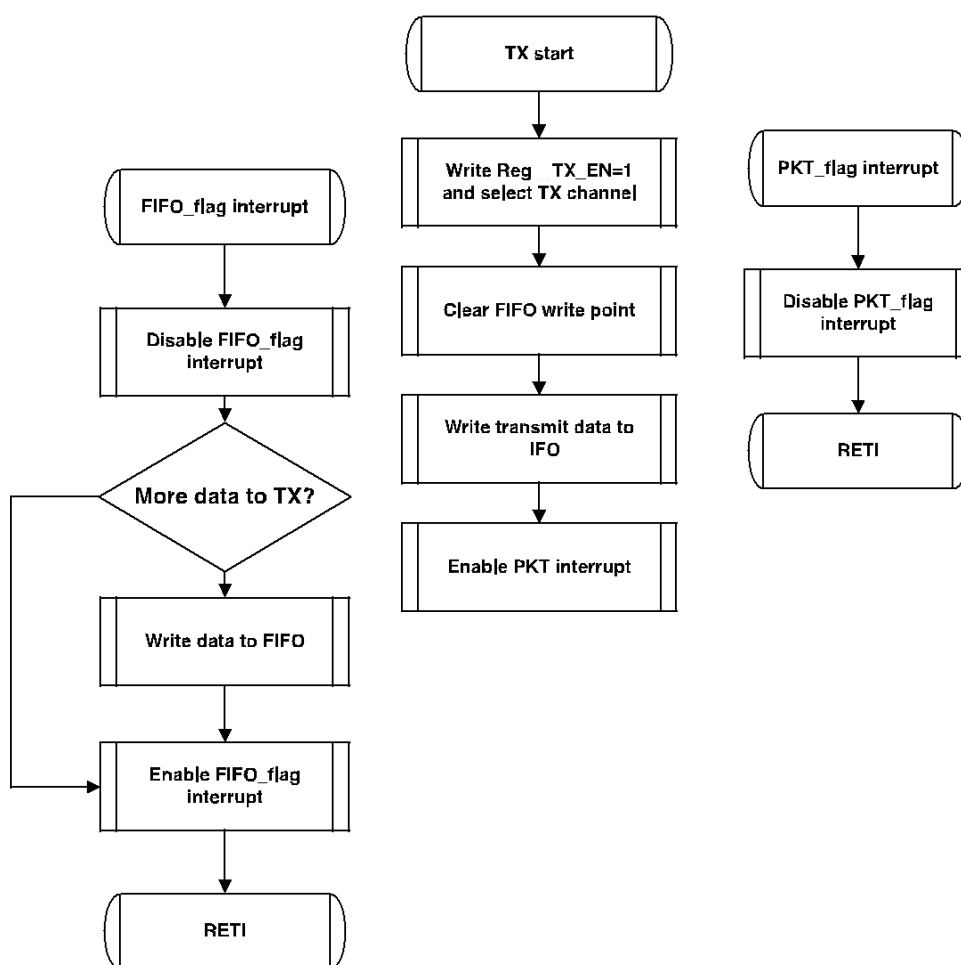 FIFO_flag interrupt
Disable FIFO_flag
interrupt
More data to TX?
Write data to FIFO
Enable FIFO_flag
interrupt
RETI
TX start
Write Reg TX_EN=1
and select TX channel
Clear FIFO write point
Write transmit data to
IFO
Enable PKT interrupt
PKT_flag interrupt
Disable PKT_flag
interrupt
RETI